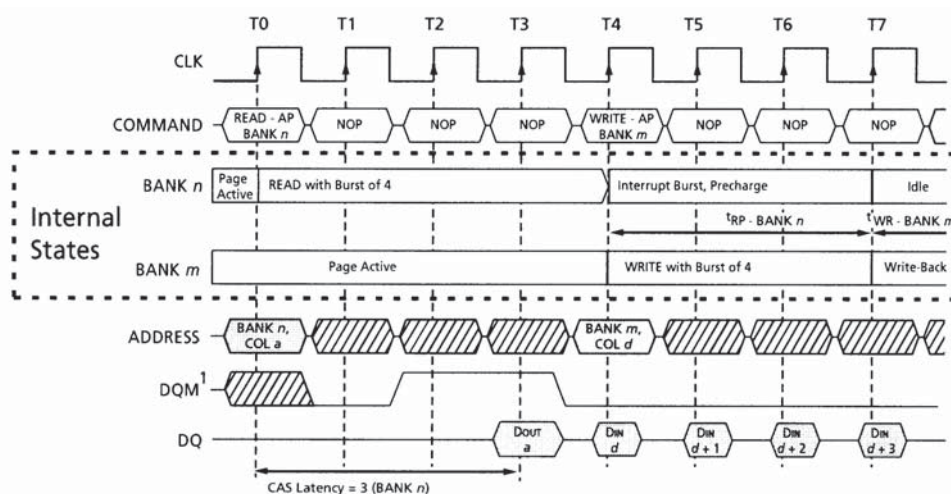 T0 T1 T2 T3 T4 T5 T6 T7
CLK
COMMAND READ - AP BANK n NOP NOP NOP WRITE - AP BANK m NOP NOP NOP
Internal States
BANK n Page Active READ with Burst of 4 Interrupt Burst, Precharge Idle
tRP - BANK n tWR - BANK m
BANK m Page Active WRITE with Burst of 4 Write-Back
ADDRESS BANK n, COL a BANK m, COL d
DQM1
DQ DOUT a DIN d DIN d + 1 DIN d + 2 DIN d + 3
CAS Latency = 3 (BANK n)